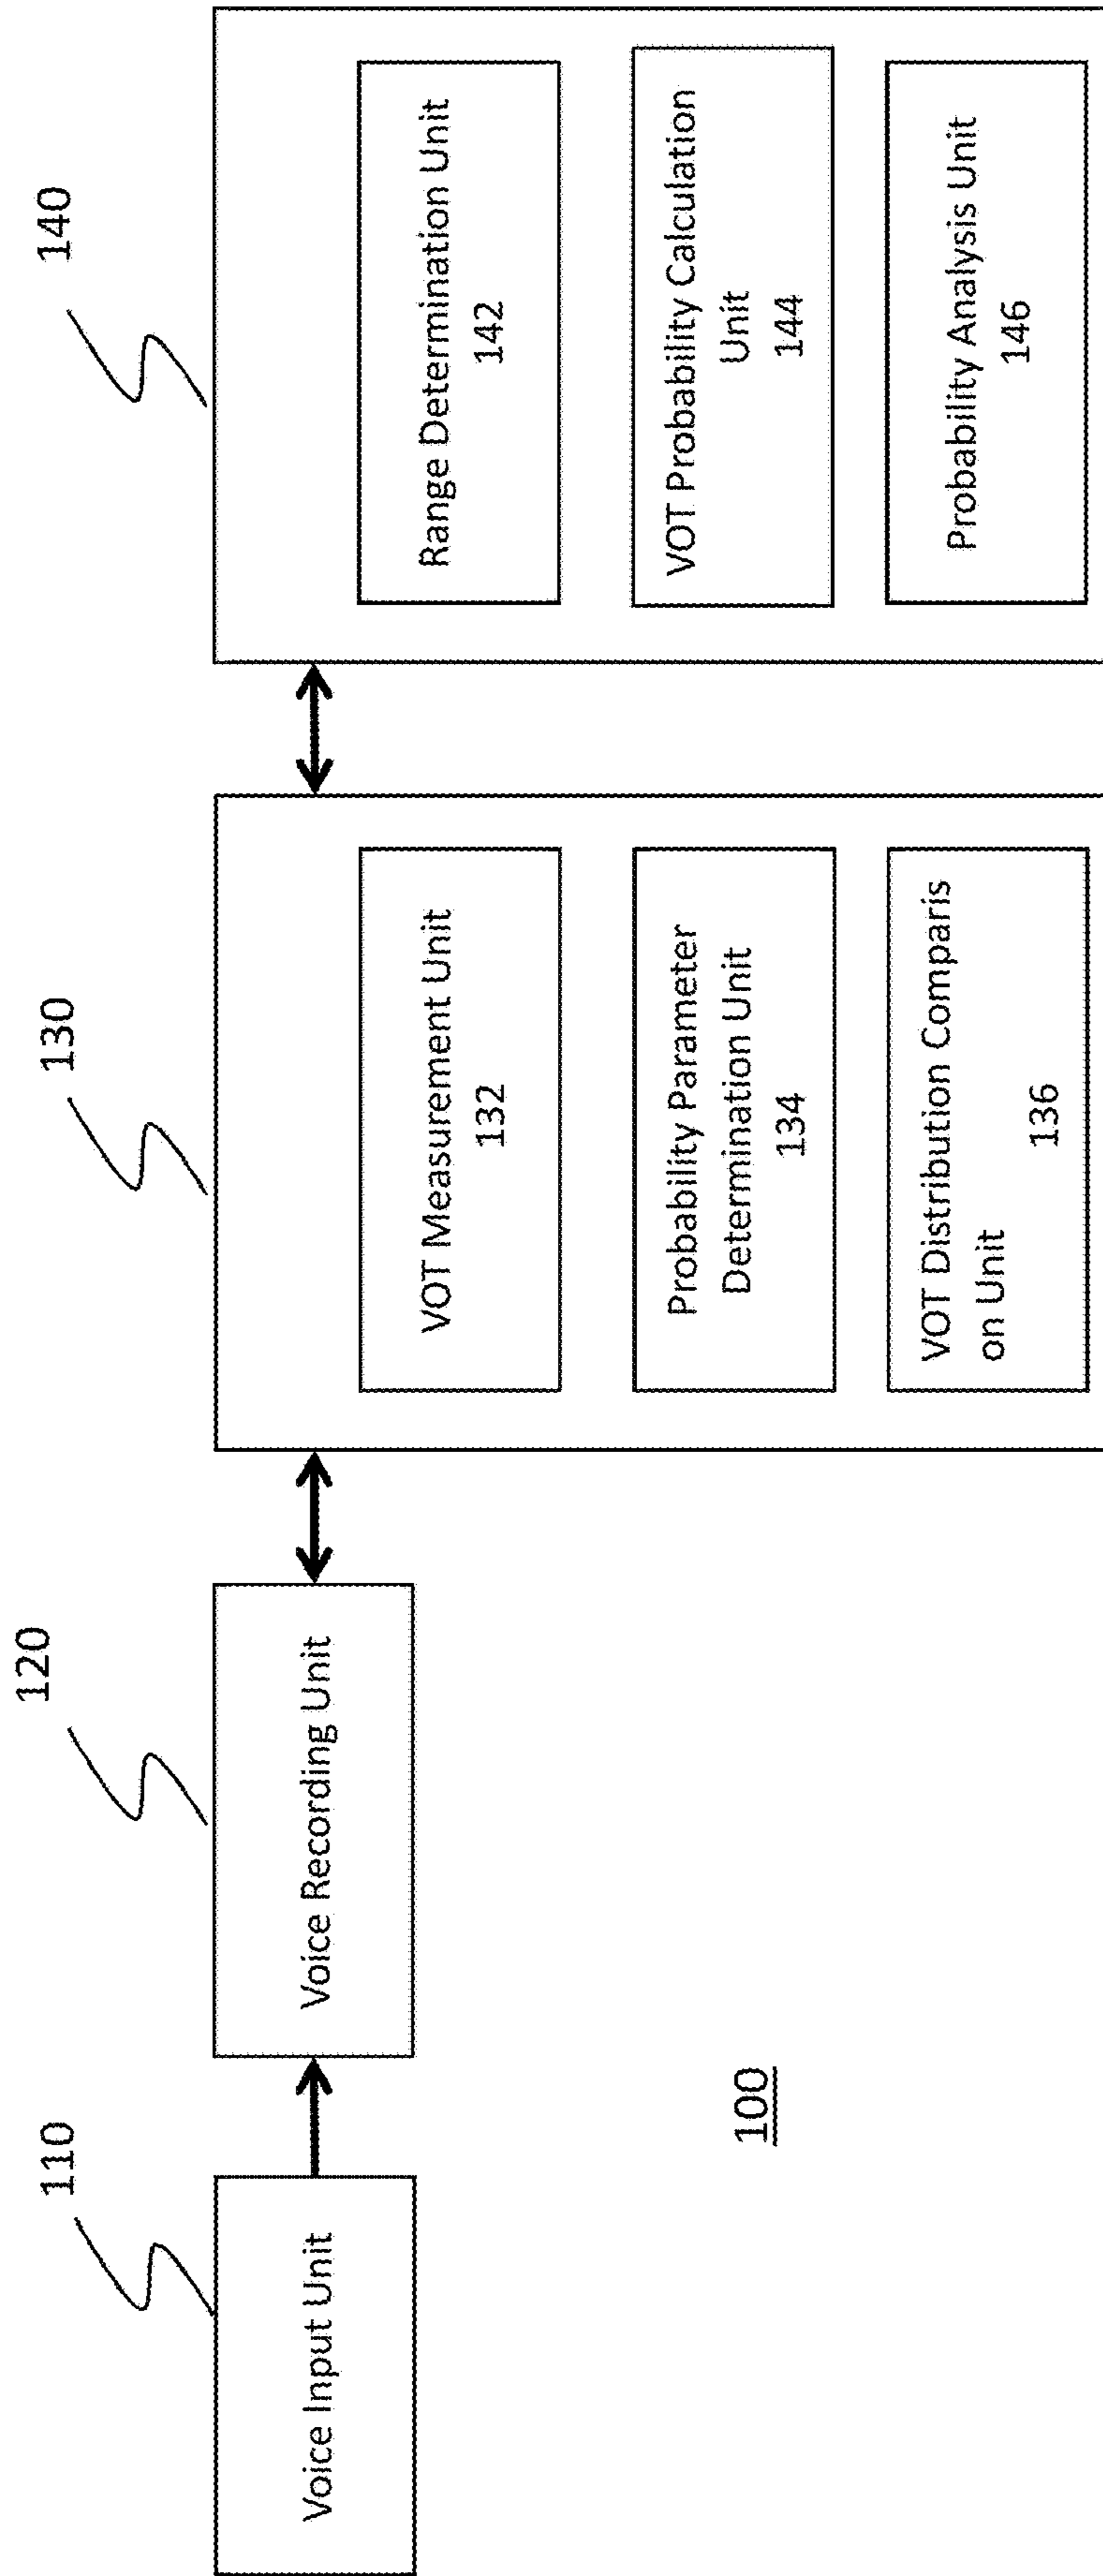 110
120
130
140
Voice Input Unit
Voice Recording Unit
VOT Measurement Unit
132
Probability Parameter
Determination Unit
134
VOT Distribution Comparis
on Unit
136
Range Determination Unit
142
VOT Probability Calculation
Unit
144
Probability Analysis Unit
146
100